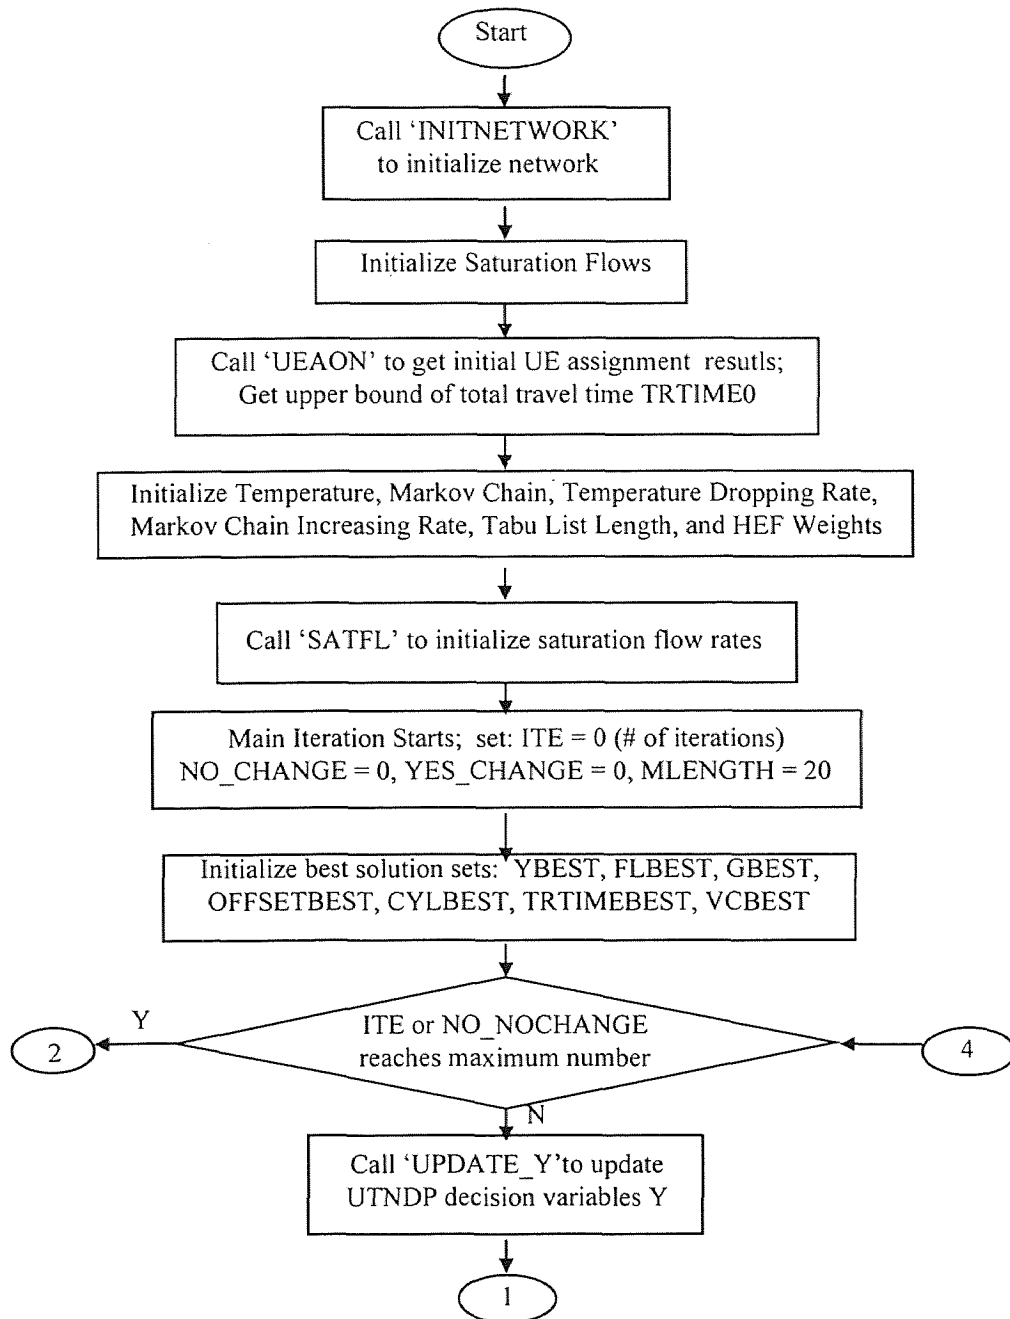 Start
Call ‘INITNETWORK’
to initialize network
Initialize Saturation Flows
Call ‘UEAON’ to get initial UE assignment resutls;
Get upper bound of total travel time TRTIME0
Initialize Temperature, Markov Chain, Temperature Dropping Rate,
Markov Chain Increasing Rate, Tabu List Length, and HEF Weights
Call ‘SATFL’ to initialize saturation flow rates
Main Iteration Starts; set: ITE = 0 (# of iterations)
NO_CHANGE = 0, YES_CHANGE = 0, MLENGTH = 20
Initialize best solution sets: YBEST, FLBEST, GBEST,
OFFSETBEST, CYLBEST, TRTIMEBEST, VCBEST
Y
ITE or NO_NOCHANGE
reaches maximum number
2
4
N
Call ‘UPDATE_Y’to update
UTNDP decision variables Y
1